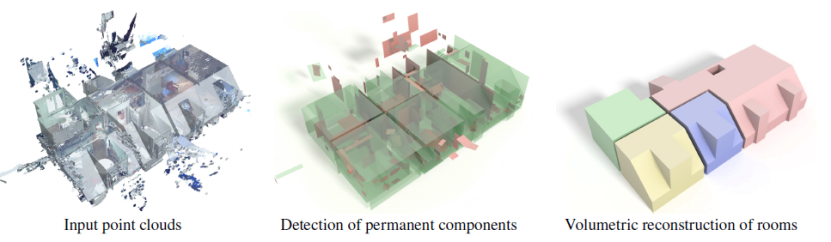 Input point clouds
Detection of permanent components
Volumetric reconstruction of rooms